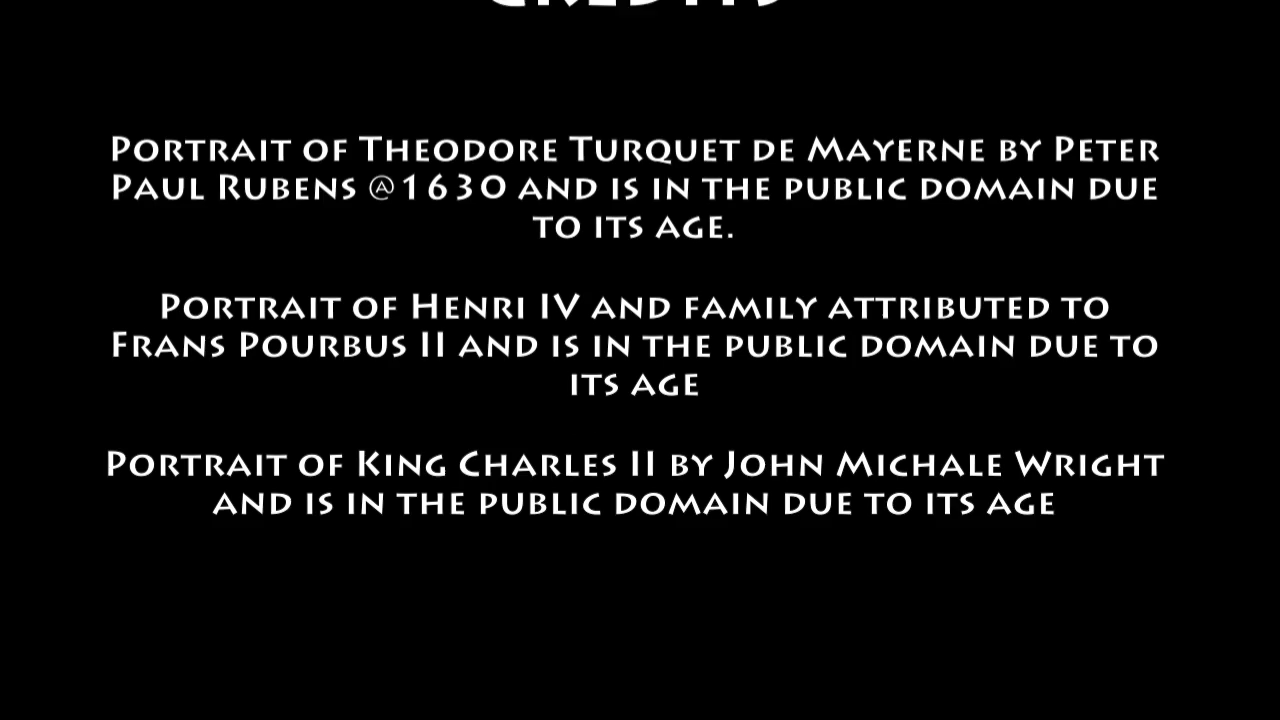 Credits
Portrait of Theodore Turquet de Mayerne by Peter
Paul Rubens @1630 and is in the public domain due
to its age.
Portrait of Henri IV and family attributed to
Frans Pourbus II and is in the public domain due to
its age
Portrait of King Charles II by John Michale Wright
and is in the public domain due to its age